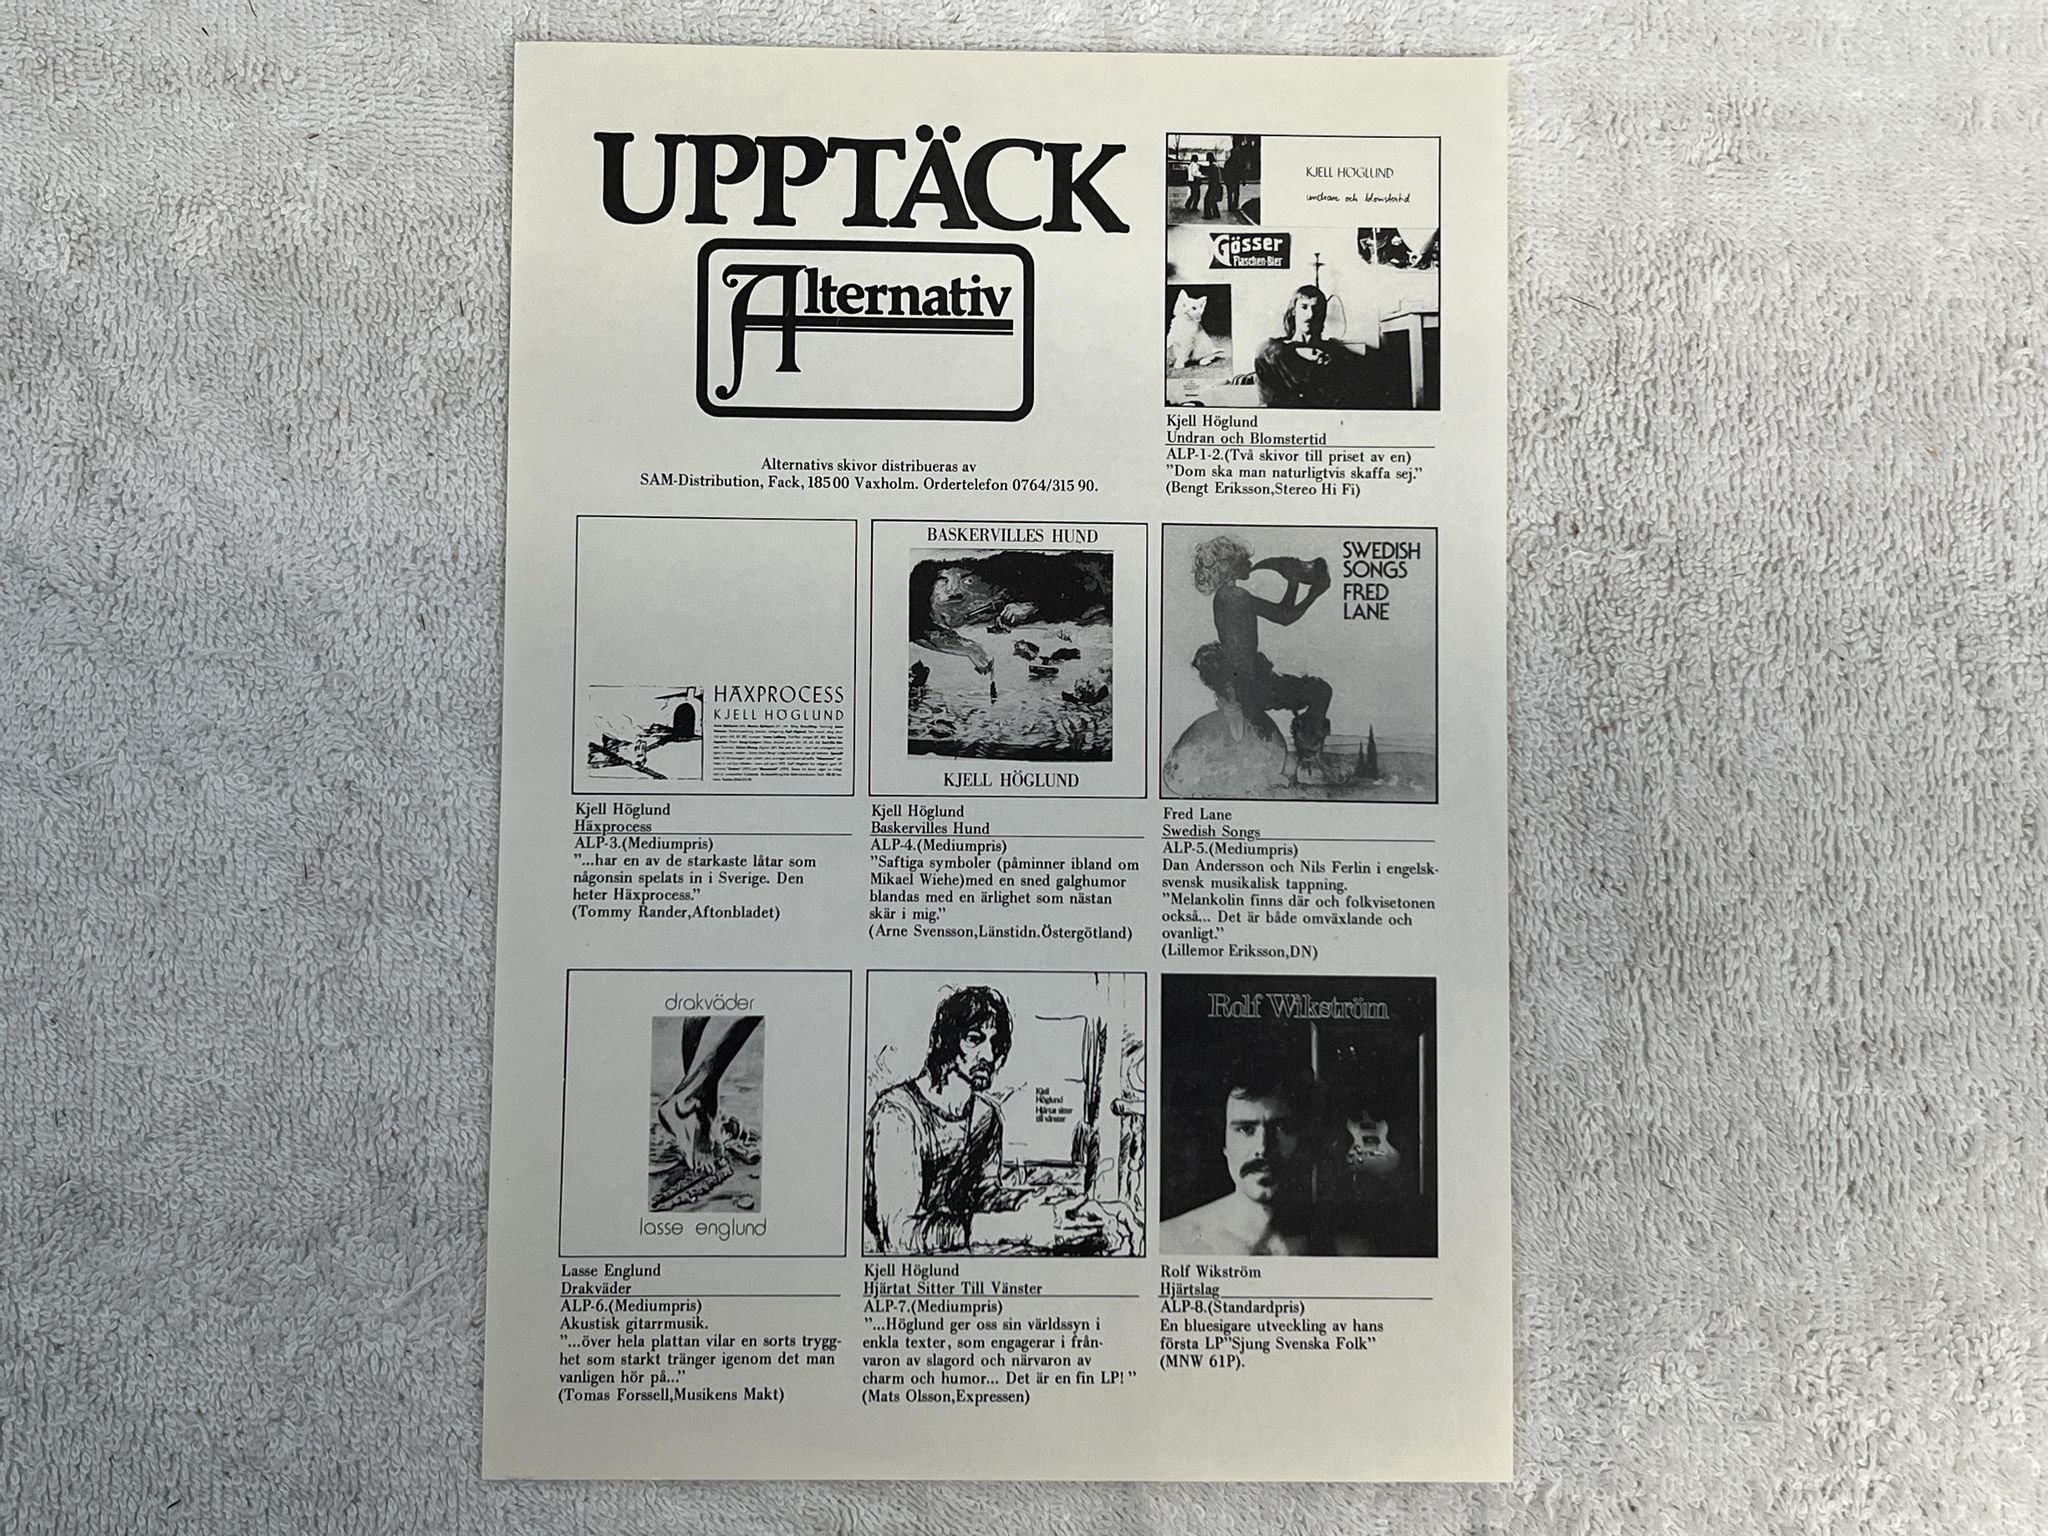 UPPTÄCK
Alternativ
Alternativs skivor distribueras av
SAM-Distribution, Fack, 185 00 Vaxholm. Ordertelefon 0764/315 90.
KJELL HÖGLUND
undran och blomstertid
Gösser
Flaschen-Bier
Kjell Höglund
Undran och Blomstertid
ALP-1-2.(Två skivor till priset av en)
"Dom ska man naturligtvis skaffa sej."
(Bengt Eriksson,Stereo Hi Fi)
HÄXPROCESS
KJELL HÖGLUND
Kjell Höglund
Häxprocess
ALP-3.(Mediumpris)
"...har en av de starkaste låtar som
någonsin spelats in i Sverige. Den
heter Häxprocess."
(Tommy Rander,Aftonbladet)
BASKERVILLES HUND
KJELL HÖGLUND
Kjell Höglund
Baskervilles Hund
ALP-4.(Mediumpris)
"Saftiga symboler (påminner ibland om
Mikael Wiehe)med en sned galghumor
blandas med en ärlighet som nästan
skär i mig."
(Arne Svensson,Länstidn.Östergötland)
SWEDISH
SONGS
FRED
LANE
Fred Lane
Swedish Songs
ALP-5.(Mediumpris)
Dan Andersson och Nils Ferlin i engelsk-
svensk musikalisk tappning.
"Melankolin finns där och folkvisetonen
också... Det är både omväxlande och
ovanligt."
(Lillemor Eriksson,DN)
drakväder
lasse englund
Lasse Englund
Drakväder
ALP-6.(Mediumpris)
Akustisk gitarrmusik.
"...över hela plattan vilar en sorts trygg-
het som starkt tränger igenom det man
vanligen hör på..."
(Tomas Forssell,Musikens Makt)
Kjell
Höglund
Hjärtat sitter
till vänster
Kjell Höglund
Hjärtat Sitter Till Vänster
ALP-7.(Mediumpris)
"...Höglund ger oss sin världssyn i
enkla texter, som engagerar i från-
varon av slagord och närvaron av
charm och humor... Det är en fin LP!"
(Mats Olsson,Expressen)
Rolf Wikström
Rolf Wikström
Hjärtslag
ALP-8.(Standardpris)
En bluesigare utveckling av hans
första LP"Sjung Svenska Folk"
(MNW 61P).